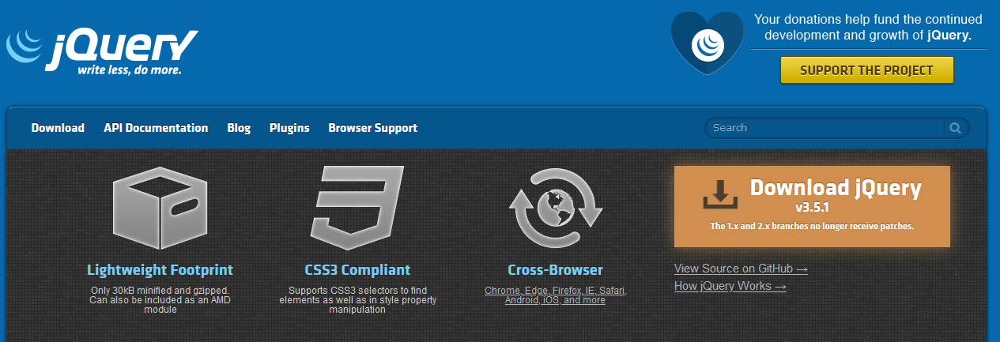 jQuery
write less, do more.
Your donations help fund the continued
development and growth of jQuery.
SUPPORT THE PROJECT
Download API Documentation Blog Plugins Browser Support
Search
Lightweight Footprint
Only 30kB minified and gzipped.
Can also be included as an AMD
module
CSS3 Compliant
Supports CSS3 selectors to find
elements as well as in style property
manipulation
Cross-Browser
Chrome, Edge, Firefox, IE, Safari,
Android, iOS, and more
Download jQuery
v3.5.1
The 1.x and 2.x branches no longer receive patches.
View Source on GitHub →
How jQuery Works →